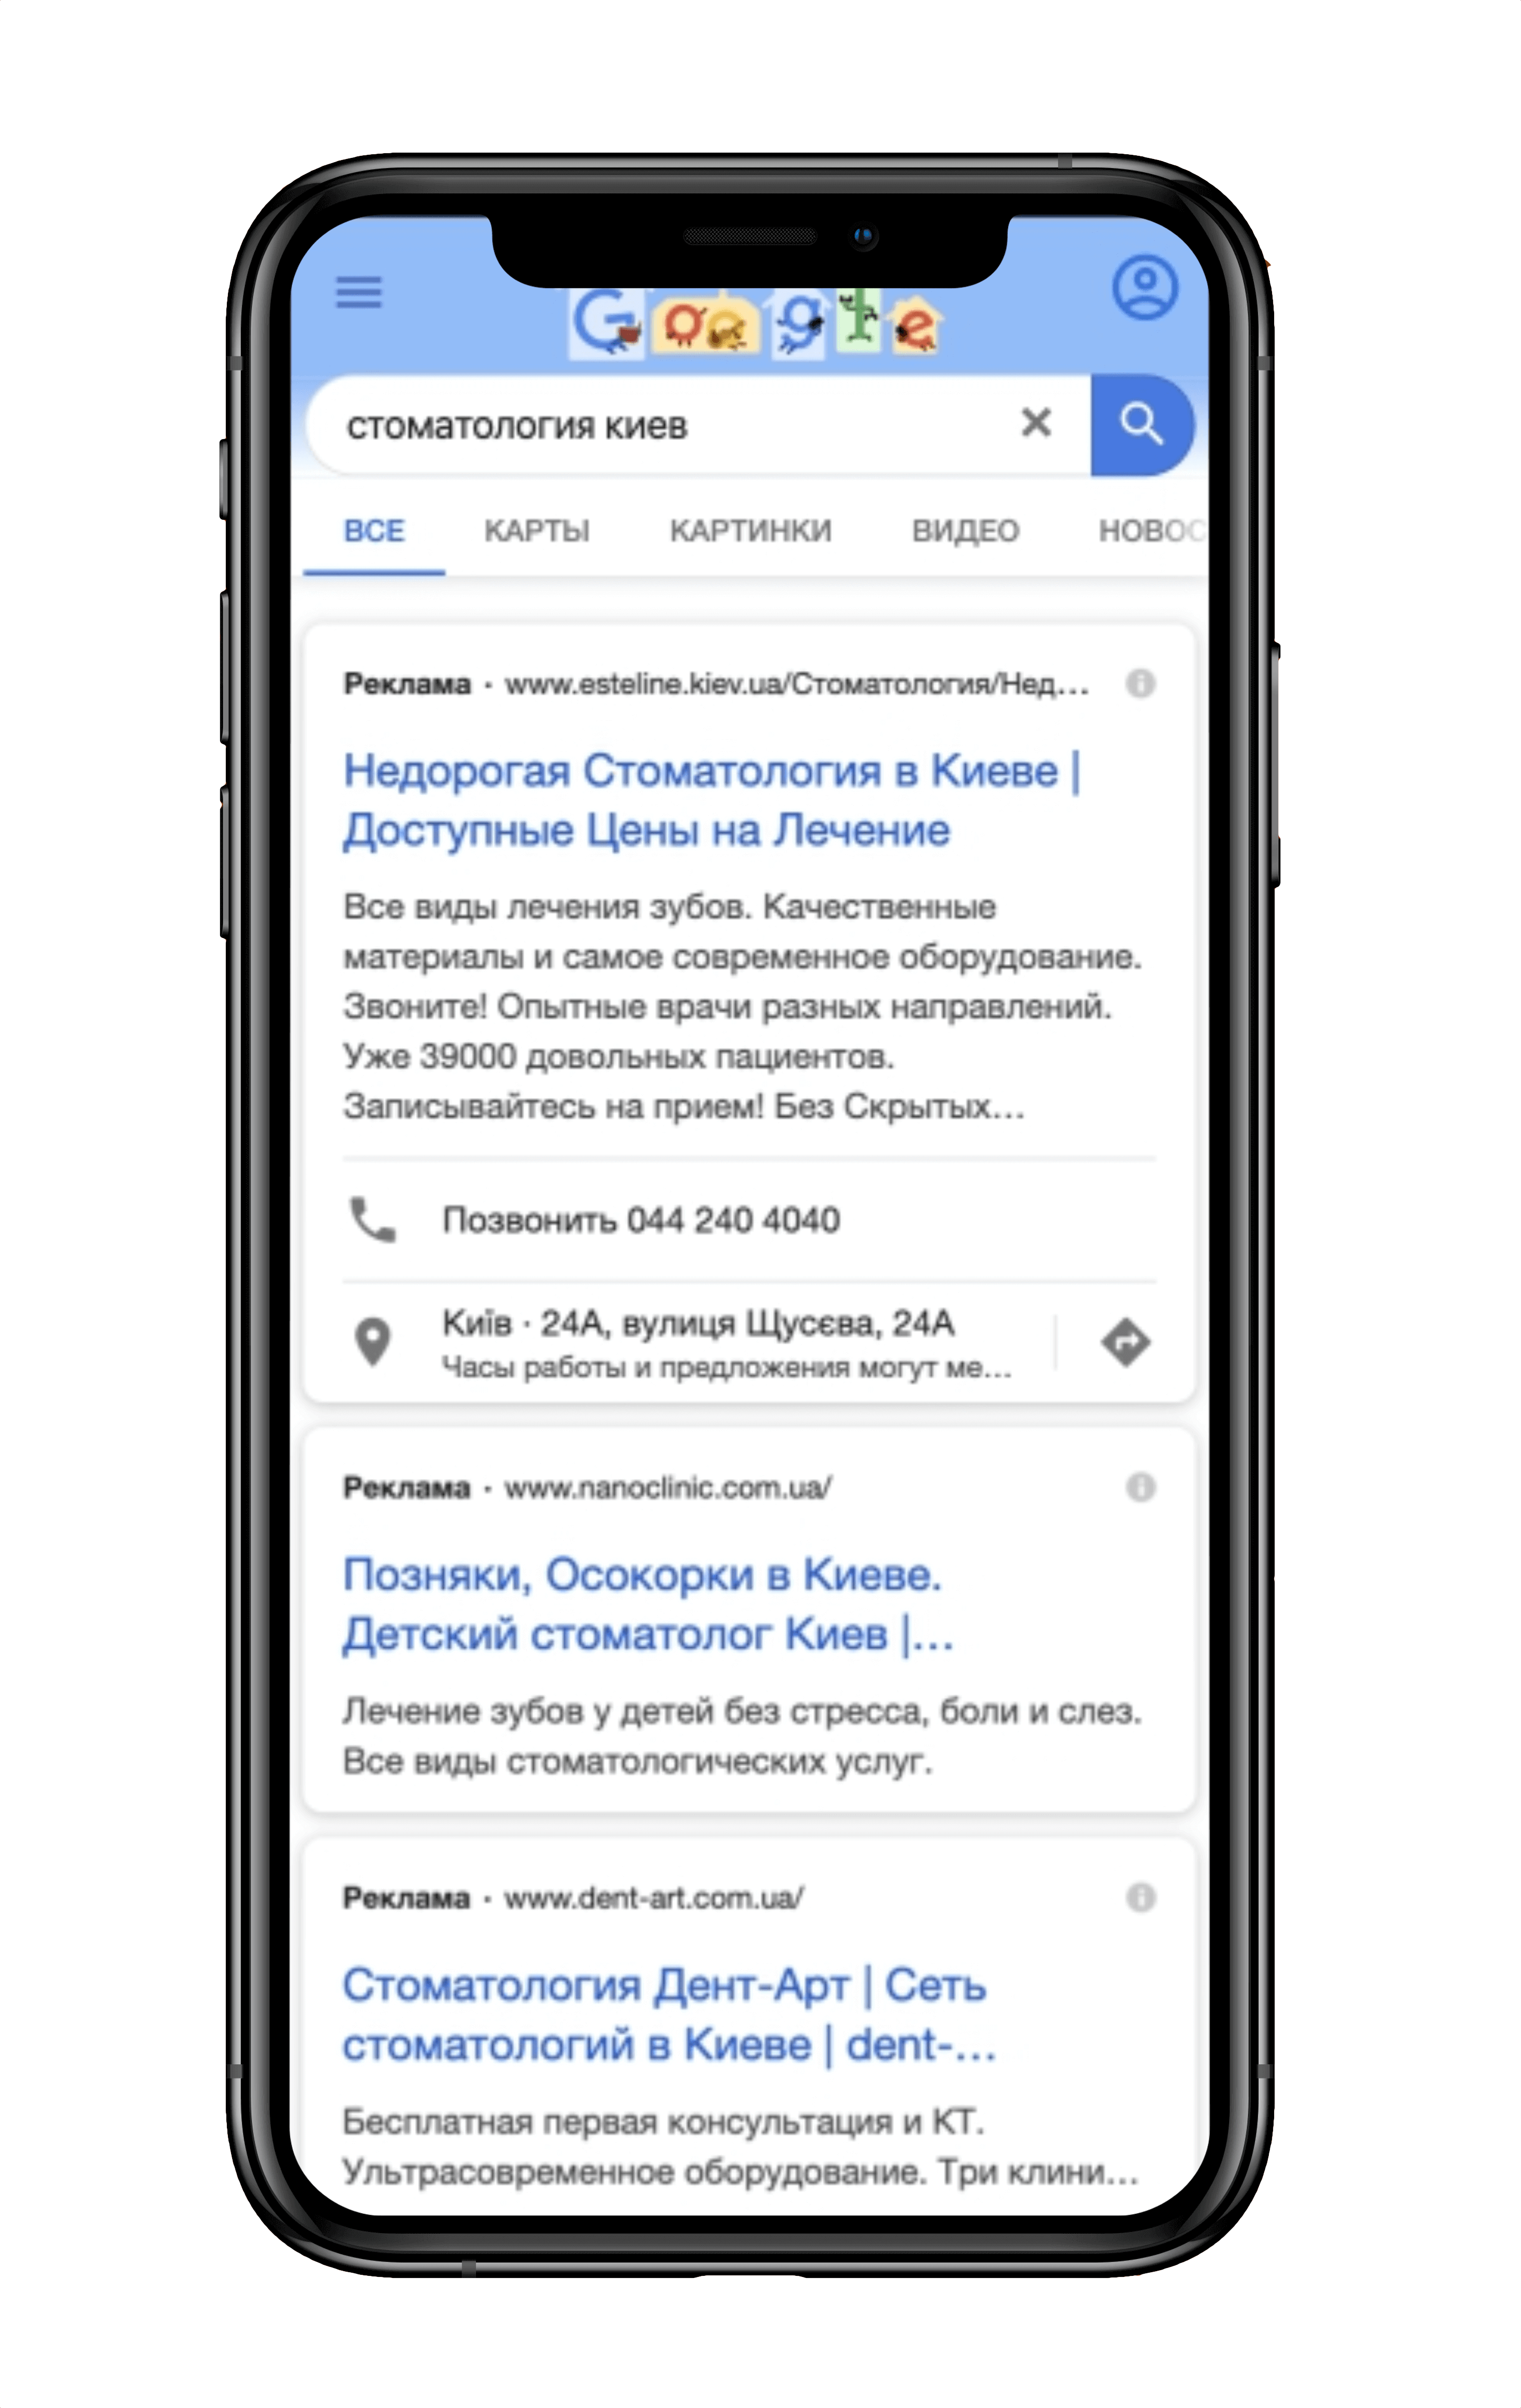 Google
стоматология киев
ВСЕ КАРТЫ КАРТИНКИ ВИДЕО НОВОС
Реклама · www.esteline.kiev.ua/Стоматология/Нед...
Недорогая Стоматология в Киеве |
Доступные Цены на Лечение
Все виды лечения зубов. Качественные
материалы и самое современное оборудование.
Звоните! Опытные врачи разных направлений.
Уже 39000 довольных пациентов.
Записывайтесь на прием! Без Скрытых...
Позвонить 044 240 4040
Київ · 24А, вулиця Щусєва, 24А
Часы работы и предложения могут ме...
Реклама · www.nanoclinic.com.ua/
Позняки, Осокорки в Киеве.
Детский стоматолог Киев |...
Лечение зубов у детей без стресса, боли и слез.
Все виды стоматологических услуг.
Реклама · www.dent-art.com.ua/
Стоматология Дент-Арт | Сеть
стоматологий в Киеве | dent-...
Бесплатная первая консультация и КТ.
Ультрасовременное оборудование. Три клини...